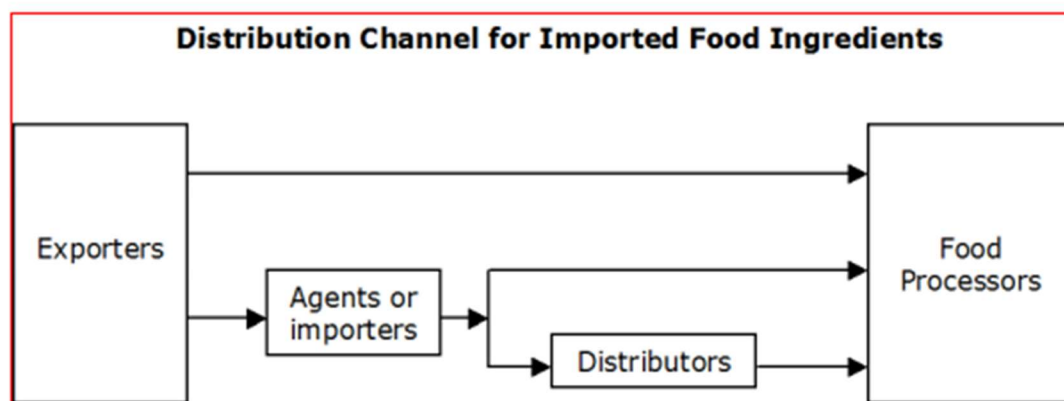 Distribution Channel for Imported Food Ingredients
Exporters
Agents or
importers
Distributors
Food
Processors